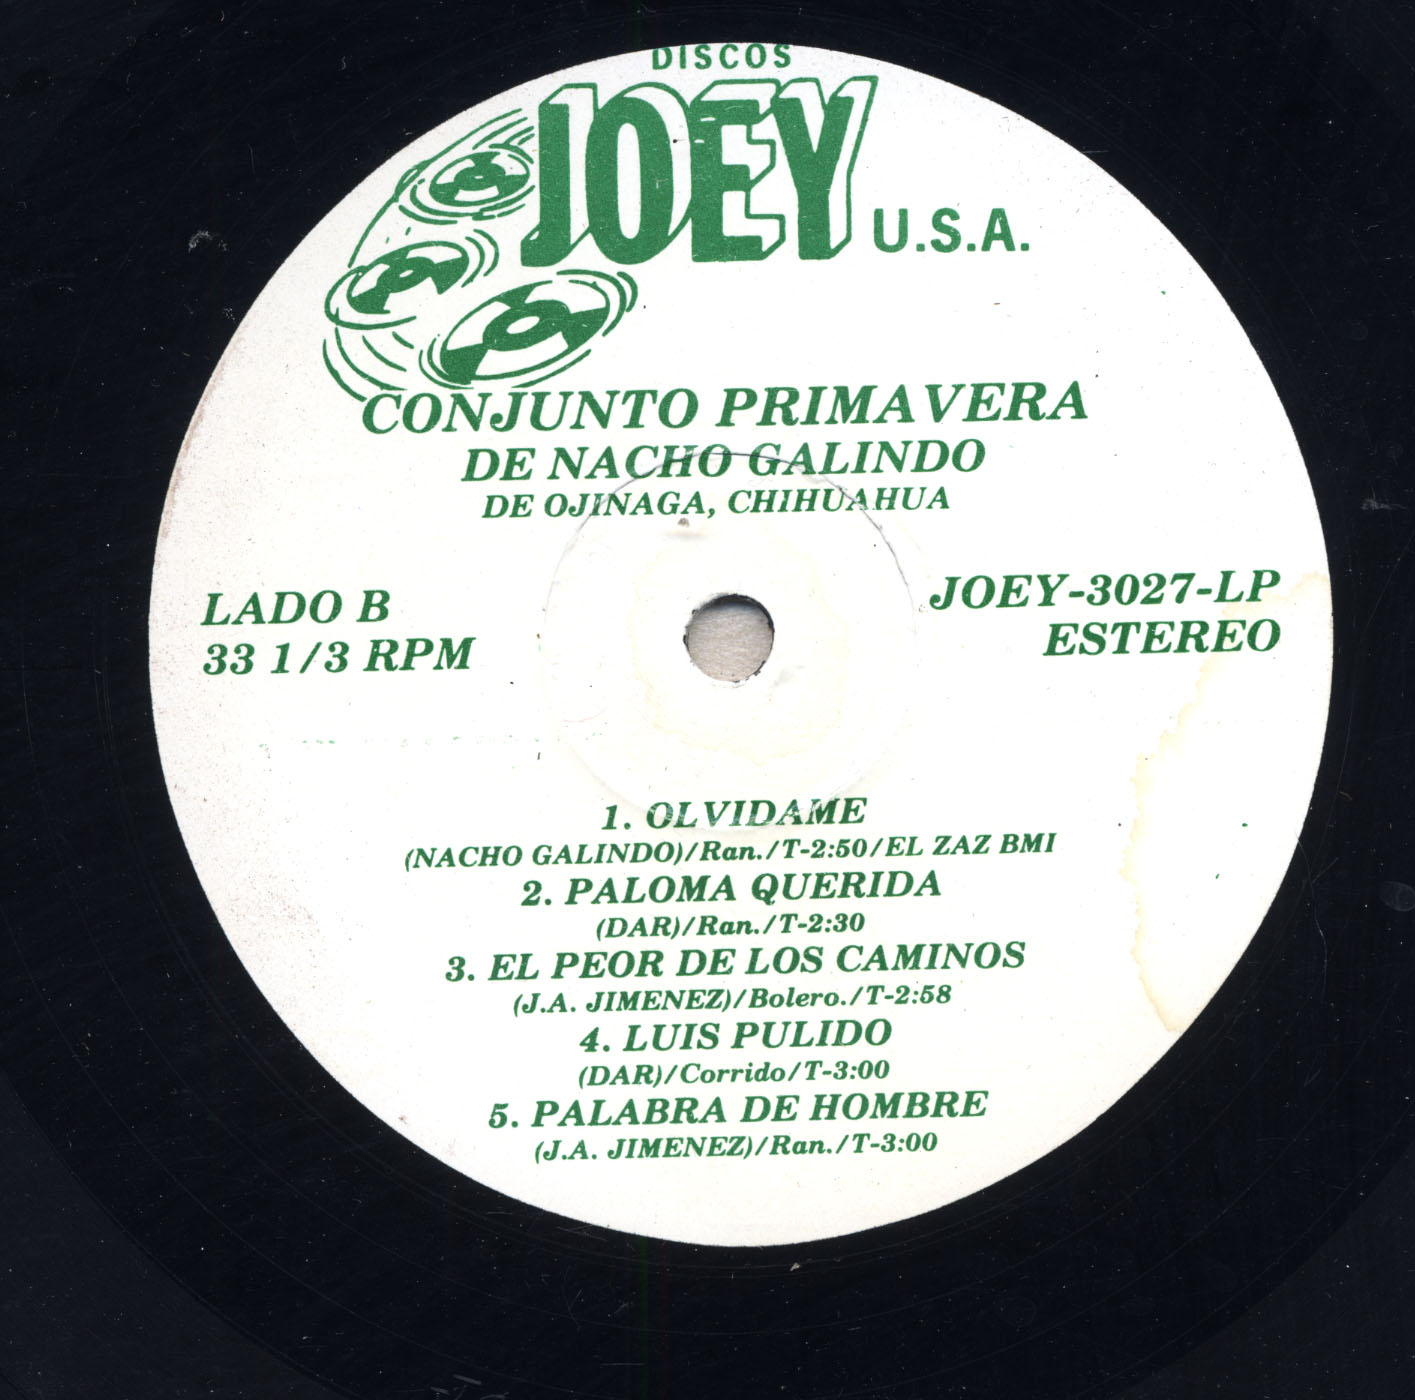 DISCOS
JOEY U.S.A.
CONJUNTO PRIMAVERA
DE NACHO GALINDO
DE OJINAGA, CHIHUAHUA
LADO B
33 1/3 RPM
JOEY-3027-LP
ESTEREO
1. OLVIDAME
(NACHO GALINDO)/Ran./T-2:50/EL ZAZ BMI
2. PALOMA QUERIDA
(DAR)/Ran./T-2:30
3. EL PEOR DE LOS CAMINOS
(J.A. JIMENEZ)/Bolero./T-2:58
4. LUIS PULIDO
(DAR)/Corrido/T-3:00
5. PALABRA DE HOMBRE
(J.A. JIMENEZ)/Ran./T-3:00